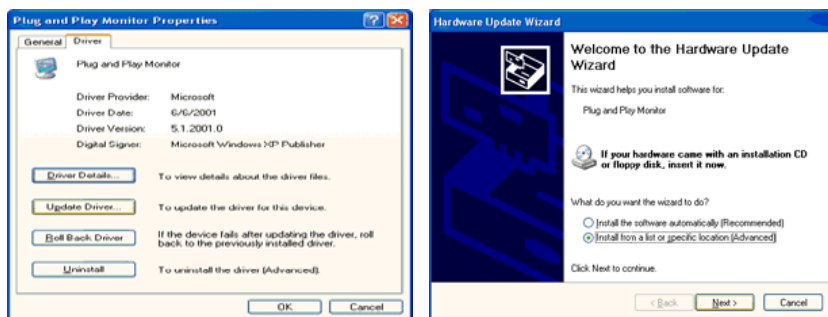 Plug and Play Monitor Properties
General
Driver
Plug and Play Monitor
Driver Provider: Microsoft
Driver Date: 6/6/2001
Driver Version: 5.1.2001.0
Digital Signer: Microsoft Windows XP Publisher
Driver Details... To view details about the driver files.
Update Driver... To update the driver for this device.
Roll Back Driver If the device fails after updating the driver, roll
back to the previously installed driver.
Uninstall To uninstall the driver (Advanced).
OK Cancel
Hardware Update Wizard
Welcome to the Hardware Update
Wizard
This wizard helps you install software for:
Plug and Play Monitor
If your hardware came with an installation CD
or floppy disk, insert it now.
What do you want the wizard to do?
Install the software automatically (Recommended)
Install from a list or specific location (Advanced)
Click Next to continue.
< Back Next > Cancel